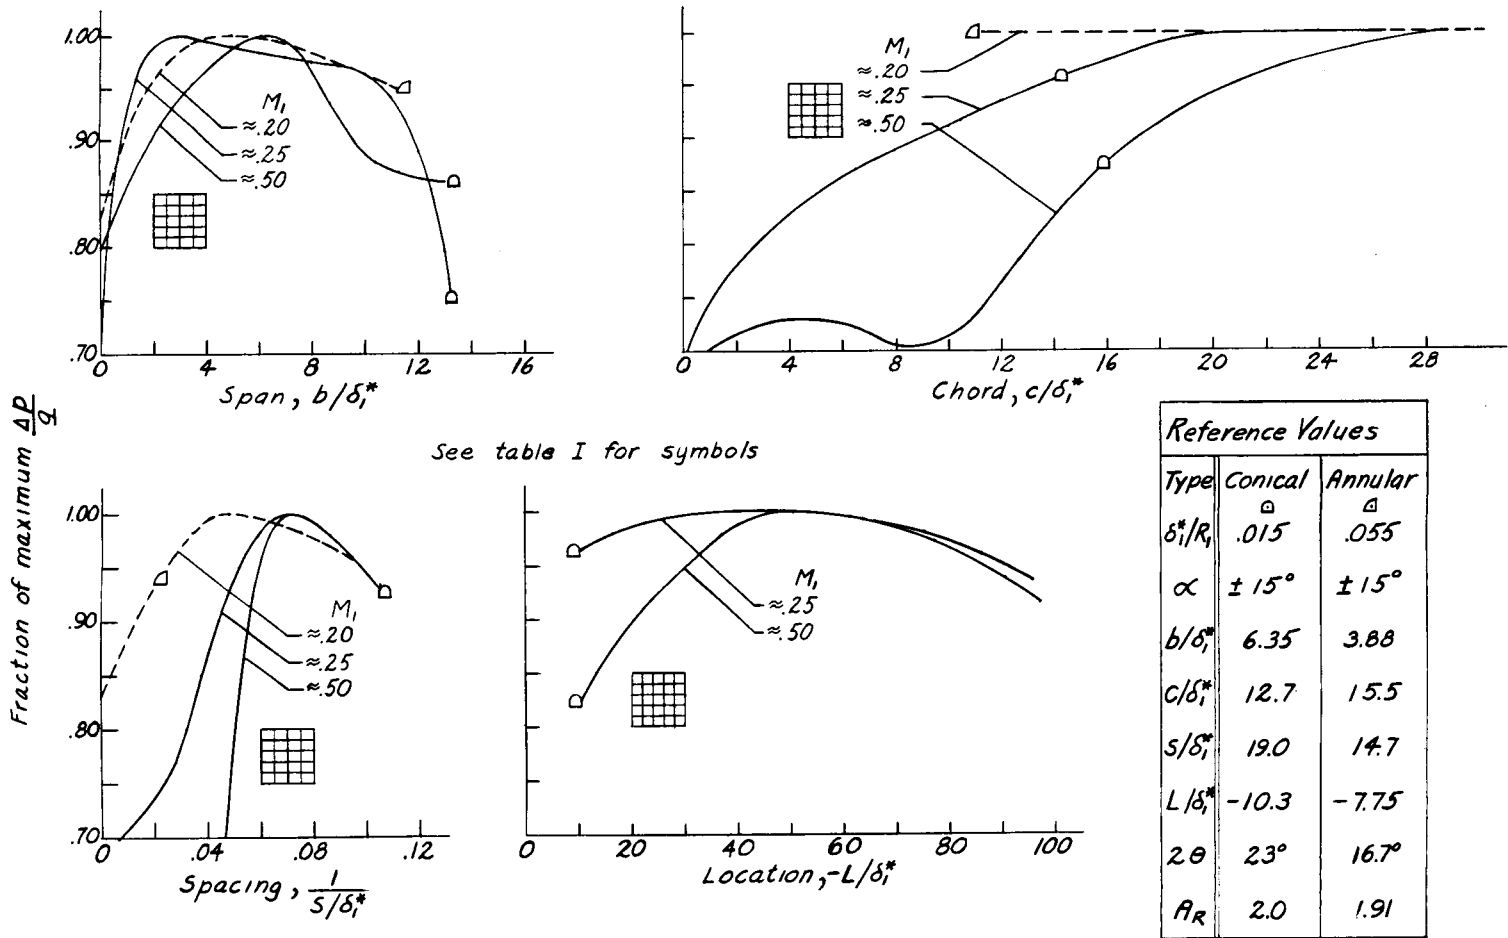 Fraction of maximum ΔP/q
1.00
.90
.80
.70
M₁
≈.20
≈.25
≈.50
0 4 8 12 16
Span, b/δ₁*
M₁
≈.20
≈.25
≈.50
0 4 8 12 16 20 24 28
Chord, c/δ₁*
See table I for symbols
1.00
.90
.80
.70
M₁
≈.20
≈.25
≈.50
0 .04 .08 .12
Spacing, 1/(S/δ₁*)
M₁
≈.25
≈.50
0 20 40 60 80 100
Location, -L/δ₁*
Reference Values
Type Conical Annular
δ₁*/R₁ .015 .055
α ±15° ±15°
b/δ₁* 6.35 3.88
c/δ₁* 12.7 15.5
s/δ₁* 19.0 14.7
L/δ₁* -10.3 -7.75
2θ 23° 16.7°
A_R 2.0 1.91